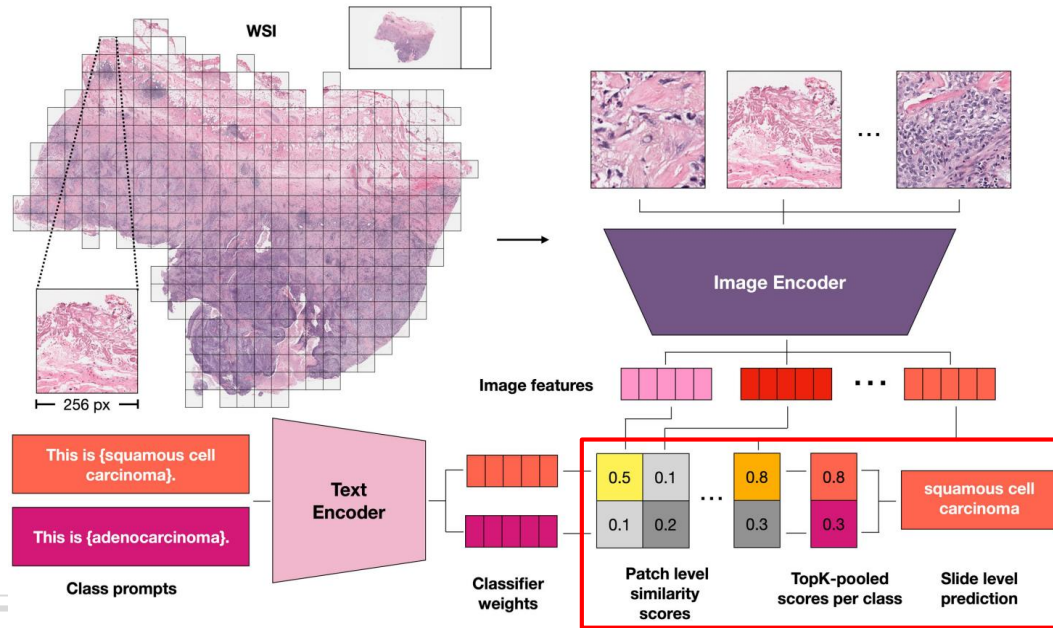 WSI
256 px
Image Encoder
Image features
...
This is {squamous cell
carcinoma}.
This is {adenocarcinoma}.
Class prompts
Text
Encoder
Classifier
weights
0.5 0.1 ... 0.8 0.8
0.1 0.2 0.3 0.3
squamous cell
carcinoma
Patch level
similarity
scores
TopK-pooled
scores per class
Slide level
prediction